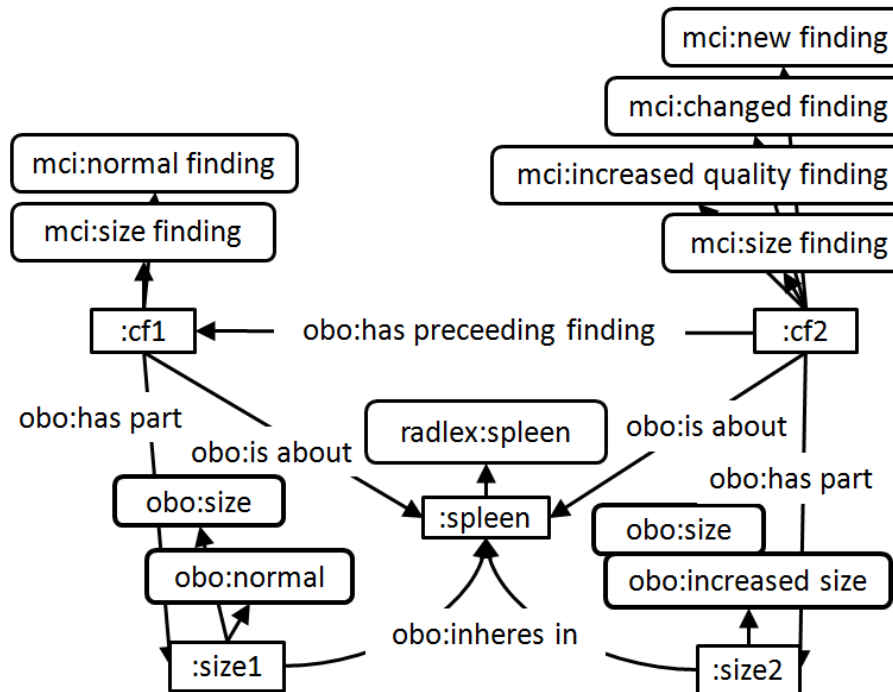 mci:new finding
mci:changed finding
mci:normal finding
mci:increased quality finding
mci:size finding
mci:size finding
:cf1
obo:has preceeding finding
:cf2
obo:has part
radlex:spleen
obo:is about
obo:is about
obo:has part
obo:size
:spleen
obo:size
obo:normal
obo:increased size
obo:inheres in
:size1
:size2